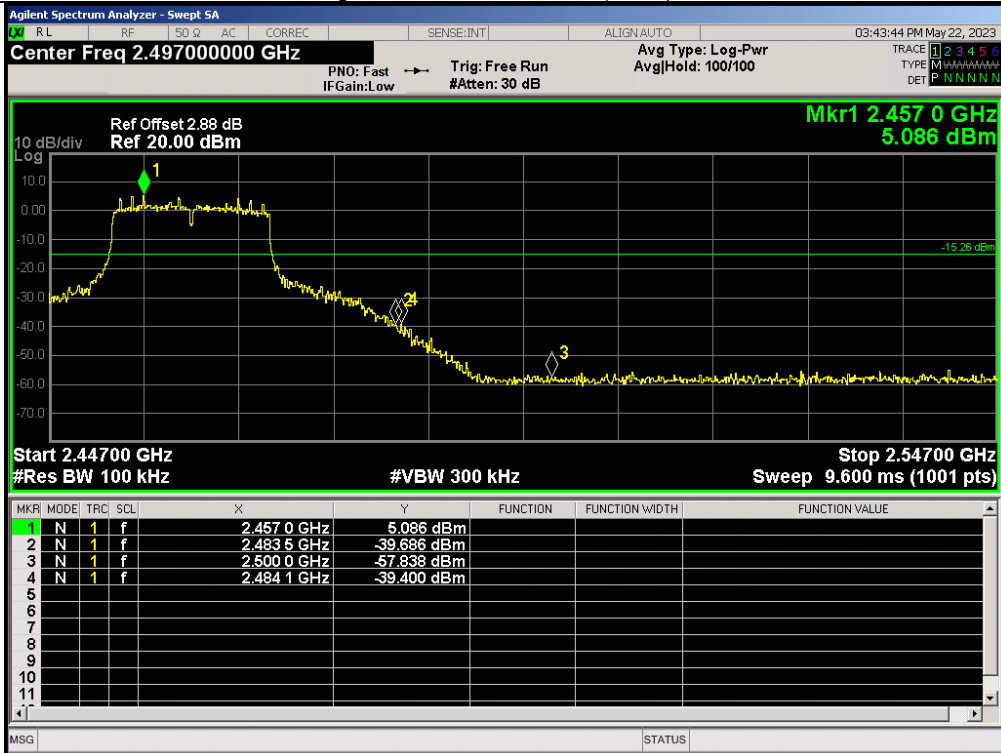 Agilent Spectrum Analyzer - Swept SA
LXI RL RF 50 Ω AC CORREC SENSE:INT ALIGNAUTO 03:43:44 PM May 22, 2023
Center Freq 2.497000000 GHz
PNO: Fast
IFGain:Low
Trig: Free Run
#Atten: 30 dB
Avg Type: Log-Pwr
Avg|Hold: 100/100
TRACE 1 2 3 4 5 6
TYPE M WWWWW
DET P N N N N N
Mkr1 2.457 0 GHz
5.086 dBm
Ref Offset 2.88 dB
10 dB/div Ref 20.00 dBm
Log
1
10.0
0.00
-10.0
-15.26 dBm
-20.0
-30.0
24
-40.0
-50.0
3
-60.0
-70.0
Start 2.44700 GHz Stop 2.54700 GHz
#Res BW 100 kHz #VBW 300 kHz Sweep 9.600 ms (1001 pts)
MKR MODE TRC SCL X Y FUNCTION FUNCTION WIDTH FUNCTION VALUE
1 N 1 f 2.457 0 GHz 5.086 dBm
2 N 1 f 2.483 5 GHz -39.686 dBm
3 N 1 f 2.500 0 GHz -57.838 dBm
4 N 1 f 2.484 1 GHz -39.400 dBm
5
6
7
8
9
10
11
MSG STATUS